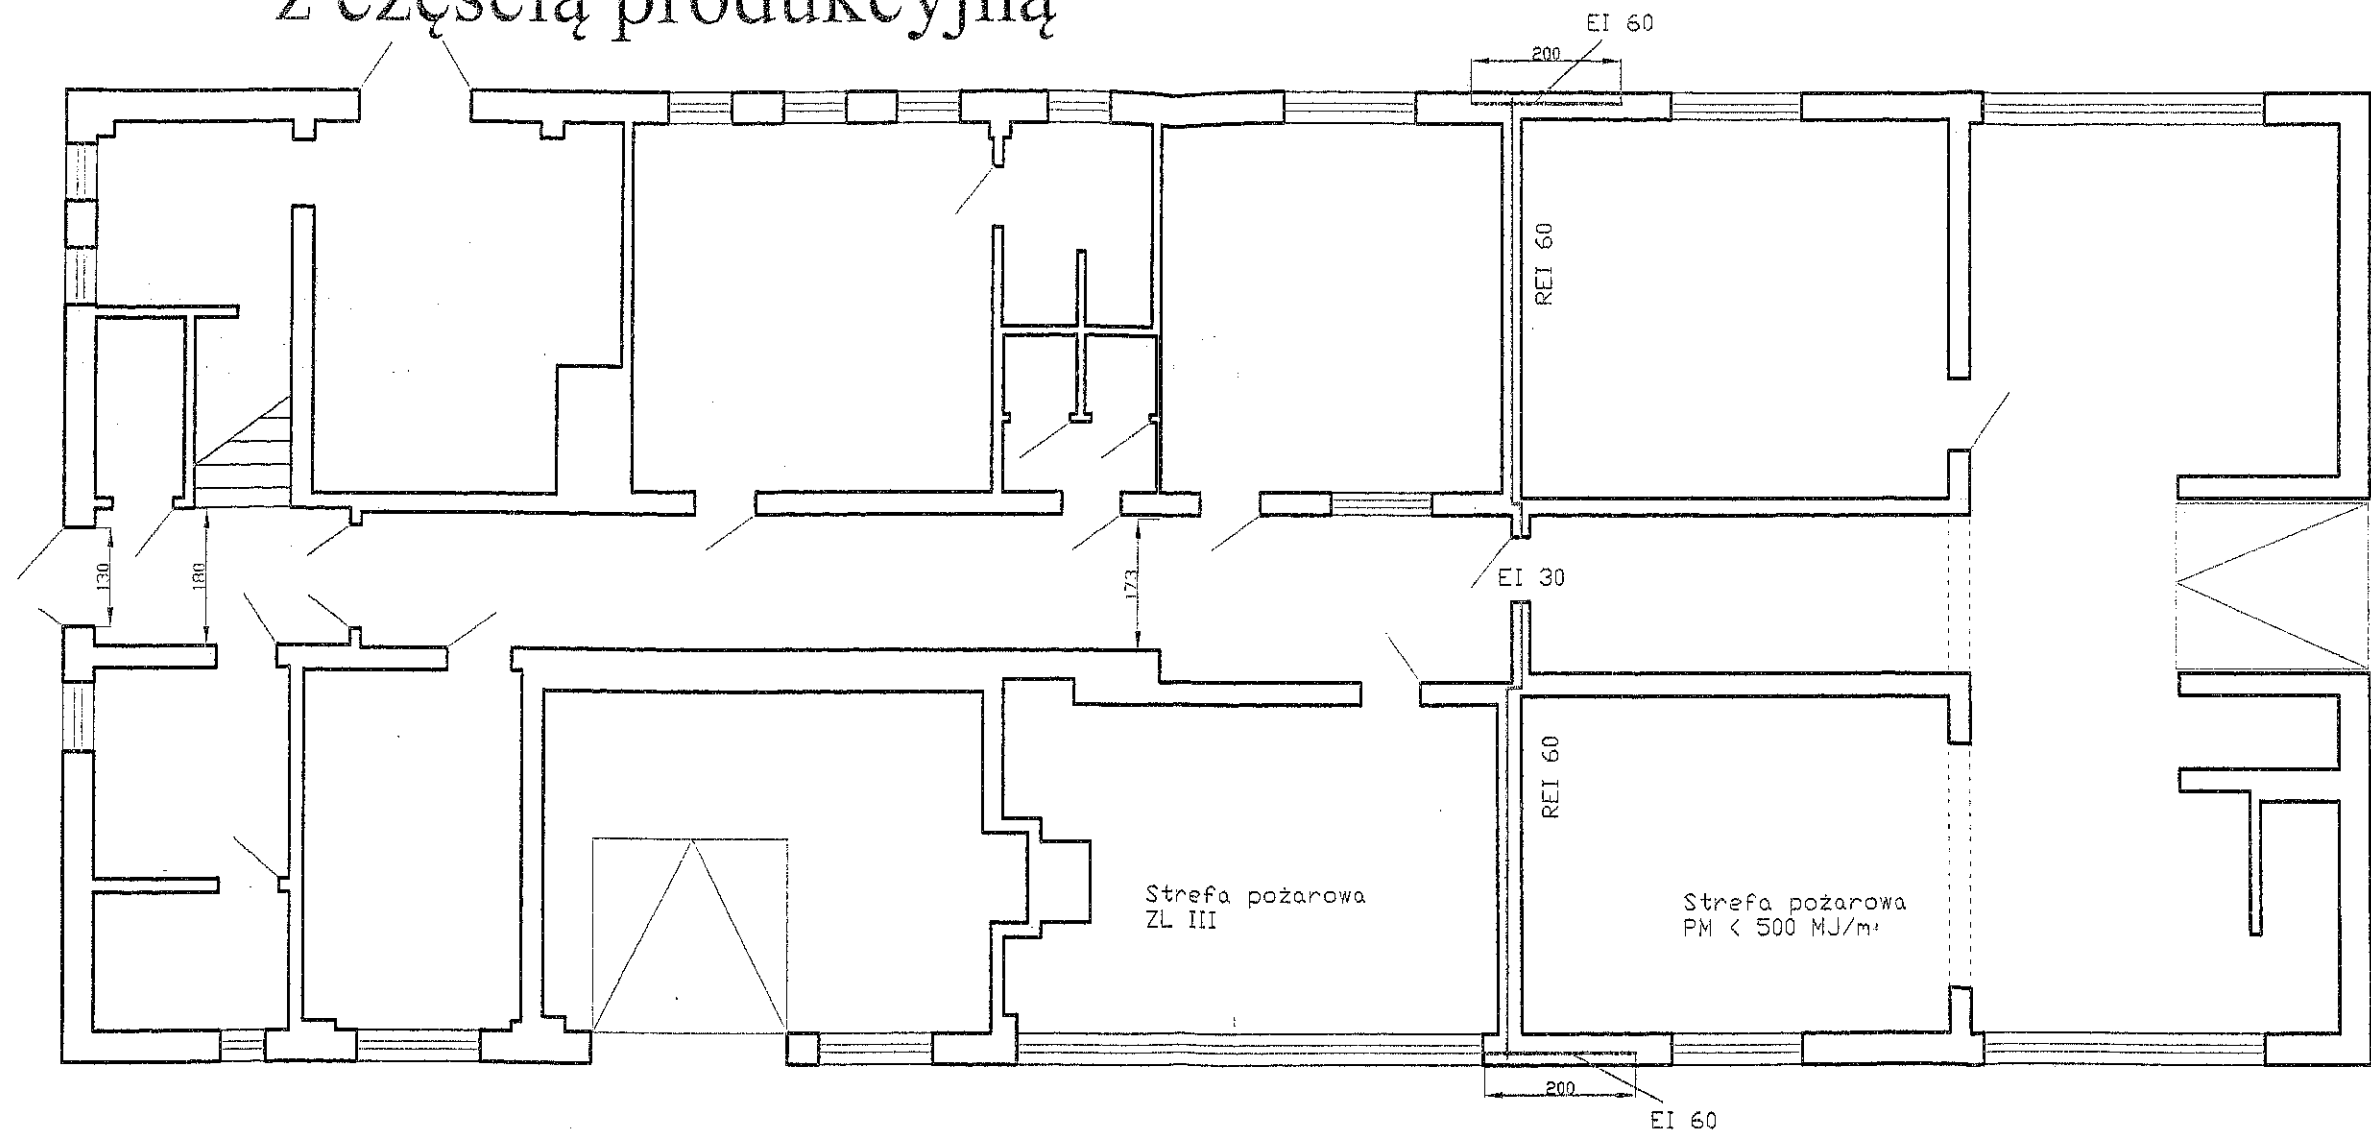 z częścią produkcyjną
EI 60
200
REI 60
130
180
173
EI 30
REI 60
Strefa pożarowa
ZL III
Strefa pożarowa
PM < 500 MJ/m²
200
EI 60